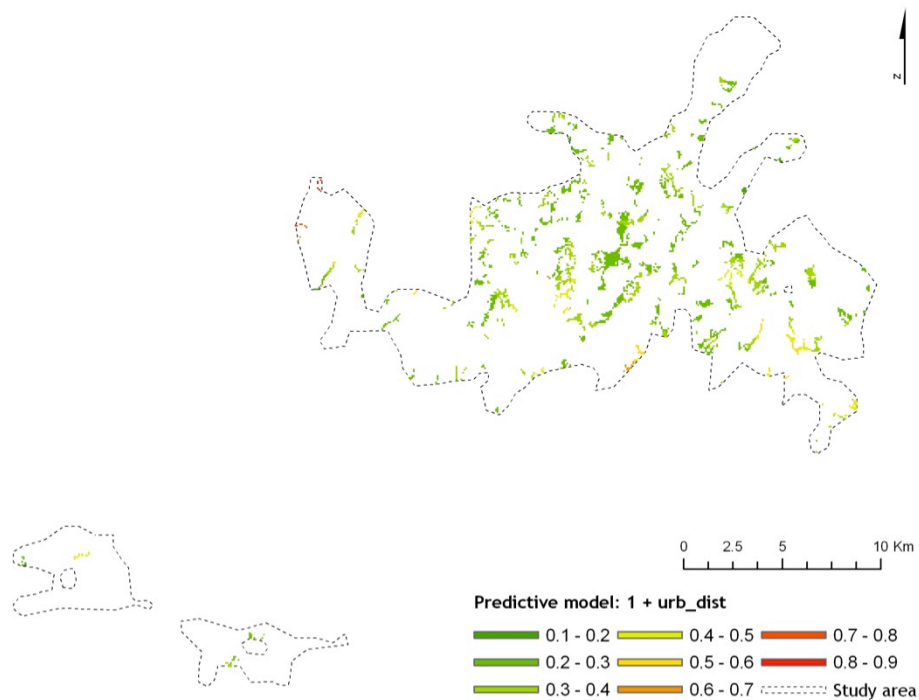 z
0 2.5 5 10 Km
Predictive model: 1 + urb_dist
0.1 - 0.2 0.4 - 0.5 0.7 - 0.8
0.2 - 0.3 0.5 - 0.6 0.8 - 0.9
0.3 - 0.4 0.6 - 0.7 Study area